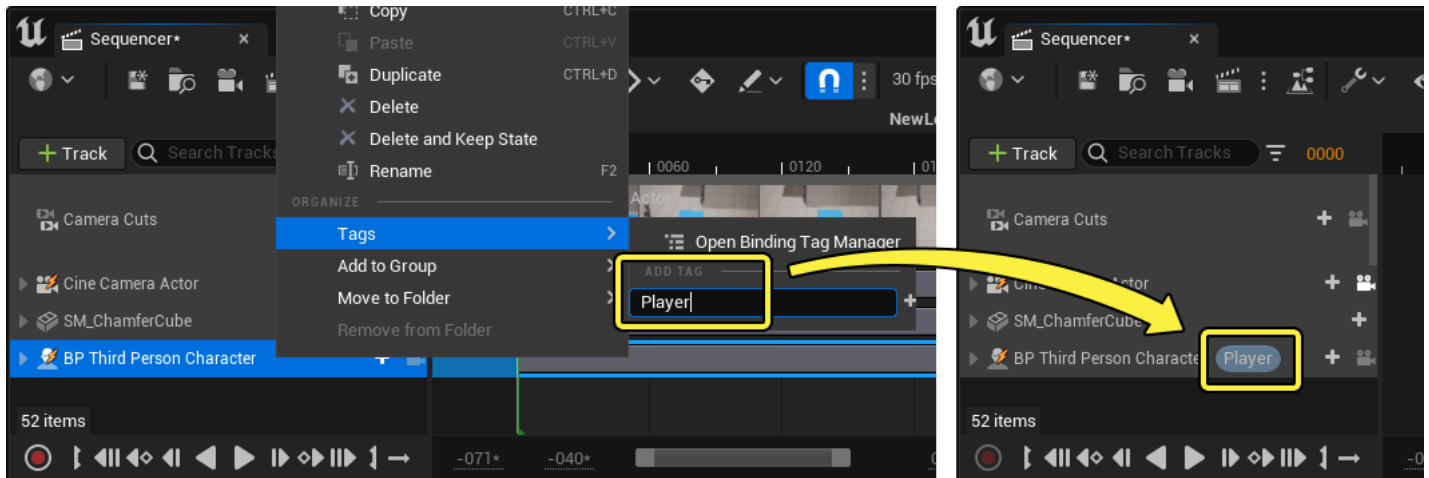 Sequencer*
Copy CTRL+C
Paste CTRL+V
Duplicate CTRL+D
Delete
Delete and Keep State
Rename F2
ORGANIZE
Tags
Add to Group
Move to Folder
Remove from Folder
30 fps
NewL
+ Track
Search Tracks
0060
0120
Camera Cuts
Actor
Open Binding Tag Manager
ADD TAG
Player
Cine Camera Actor
SM_ChamferCube
BP Third Person Character
52 items
-071*
-040*
Sequencer*
+ Track
Search Tracks
0000
Camera Cuts
SM_ChamferCube
BP Third Person Characte
Player
52 items